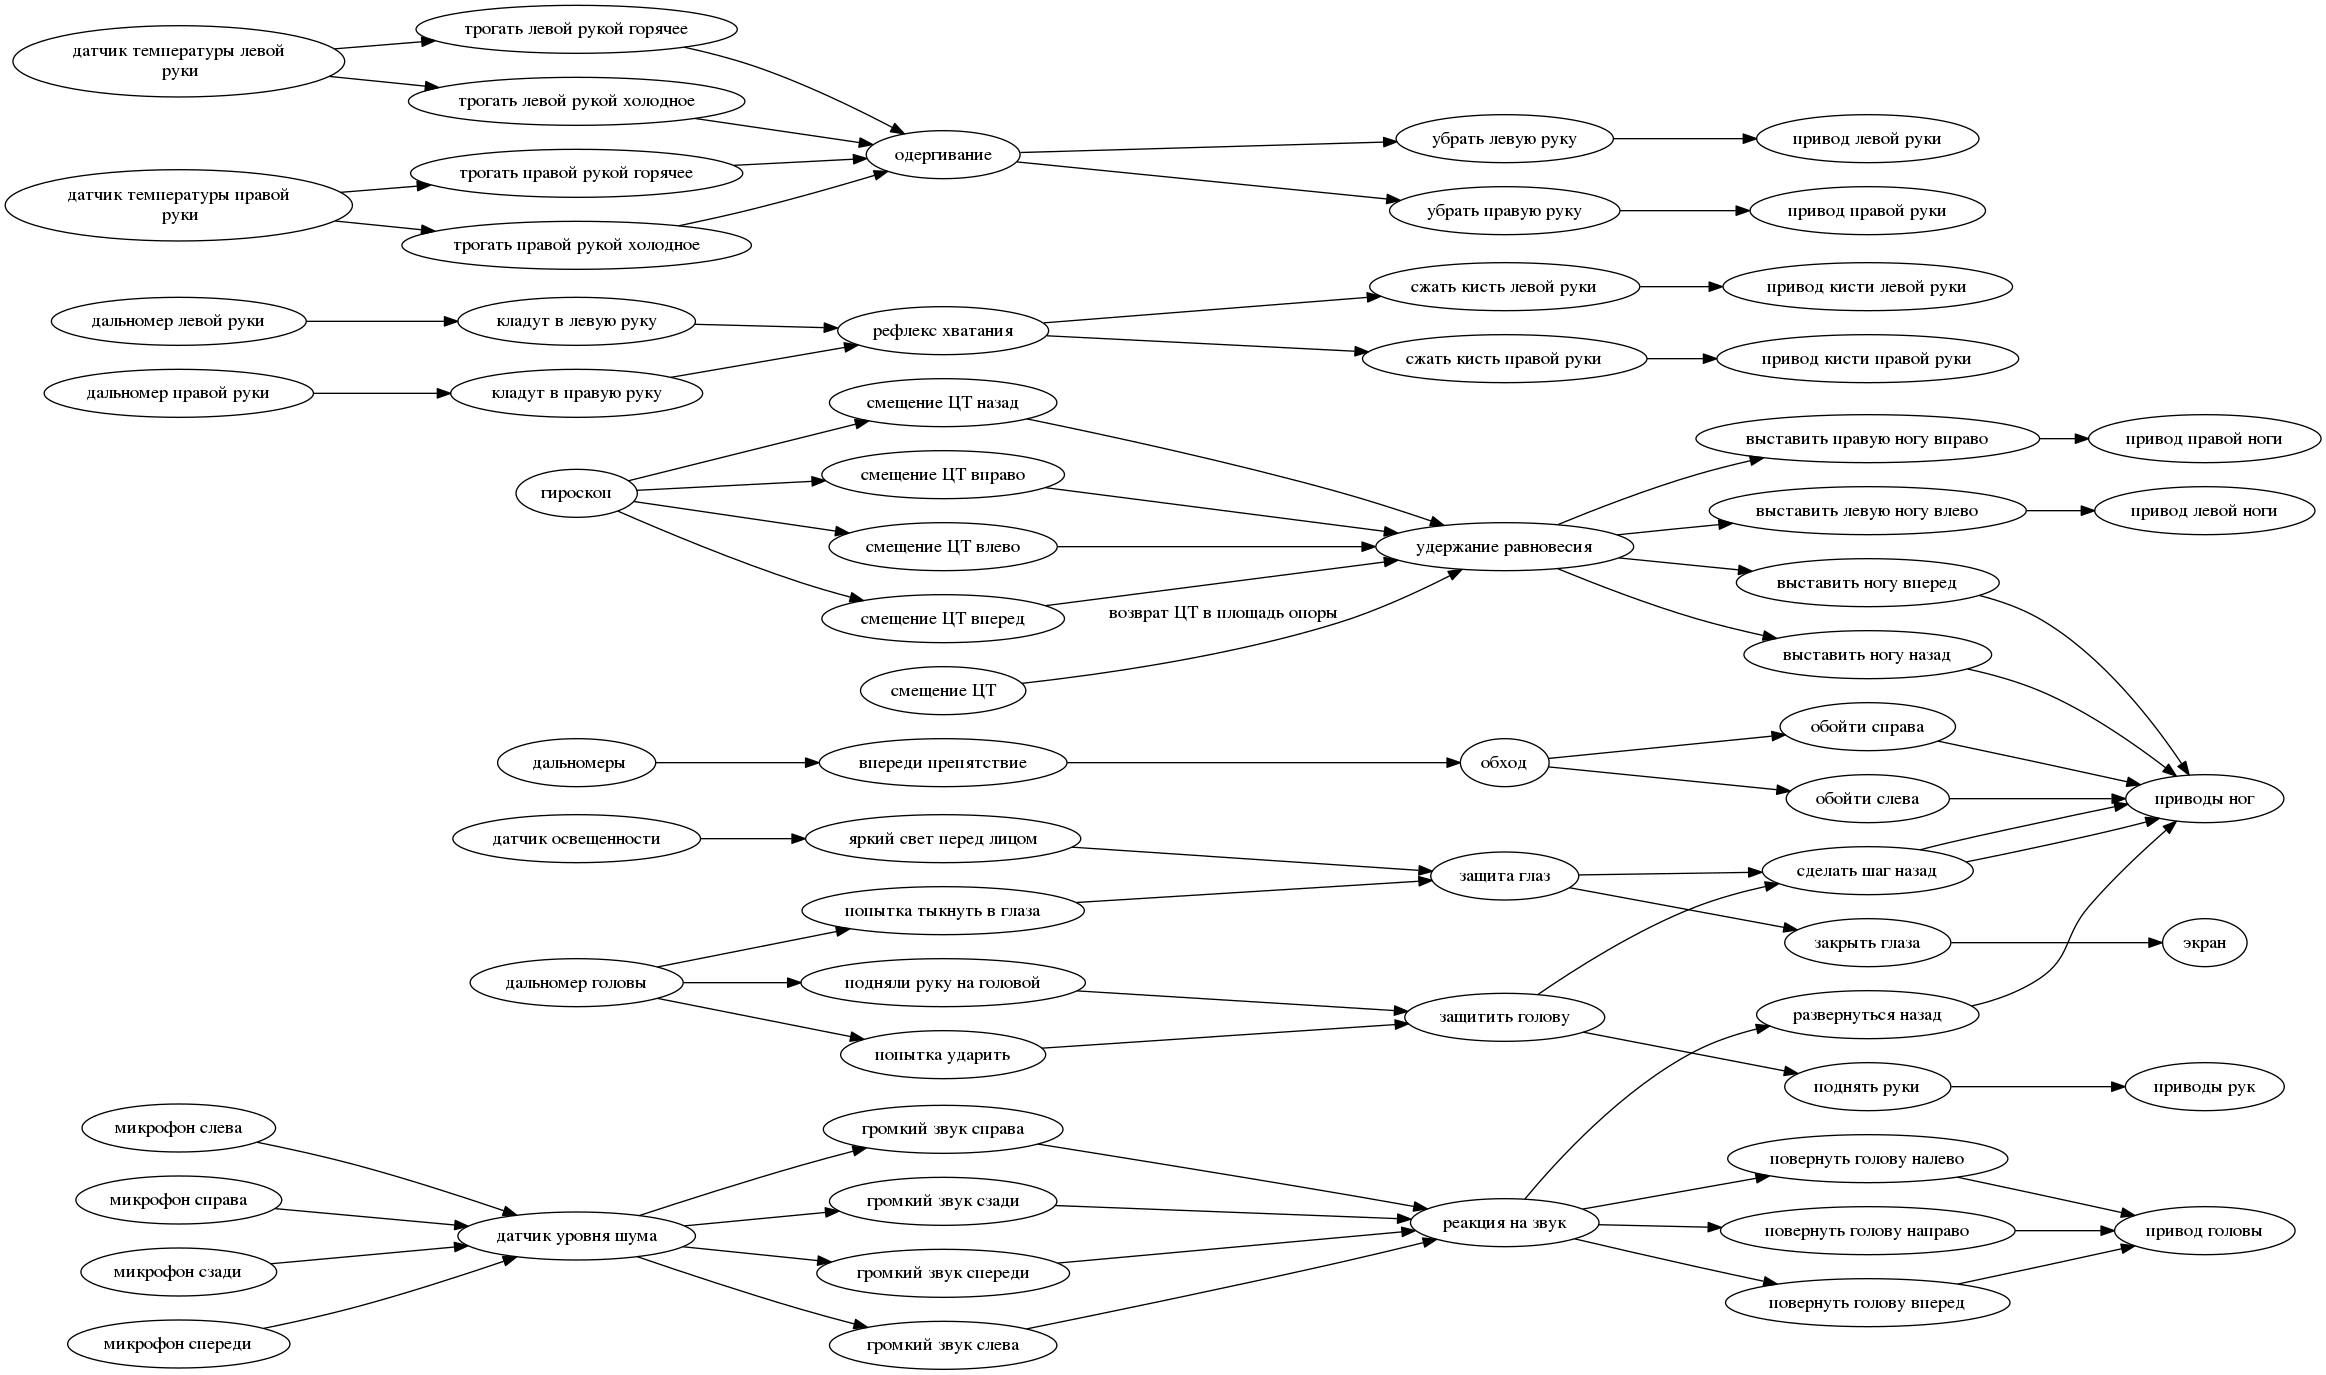 датчик температуры левой
руки
трогать левой рукой горячее
трогать левой рукой холодное
датчик температуры правой
руки
трогать правой рукой горячее
трогать правой рукой холодное
одергивание
убрать левую руку
привод левой руки
убрать правую руку
привод правой руки
дальномер левой руки
кладут в левую руку
дальномер правой руки
кладут в правую руку
рефлекс хватания
сжать кисть левой руки
привод кисти левой руки
сжать кисть правой руки
привод кисти правой руки
гироскоп
смещение ЦТ назад
смещение ЦТ вправо
смещение ЦТ влево
смещение ЦТ вперед
смещение ЦТ
возврат ЦТ в площадь опоры
удержание равновесия
выставить правую ногу вправо
привод правой ноги
выставить левую ногу влево
привод левой ноги
выставить ногу вперед
выставить ногу назад
дальномеры
впереди препятствие
обход
обойти справа
обойти слева
приводы ног
датчик освещенности
яркий свет перед лицом
попытка тыкнуть в глаза
защита глаз
сделать шаг назад
закрыть глаза
экран
дальномер головы
подняли руку на головой
попытка ударить
защитить голову
развернуться назад
поднять руки
приводы рук
микрофон слева
микрофон справа
микрофон сзади
микрофон спереди
датчик уровня шума
громкий звук справа
громкий звук сзади
громкий звук спереди
громкий звук слева
реакция на звук
повернуть голову налево
повернуть голову направо
повернуть голову вперед
привод головы